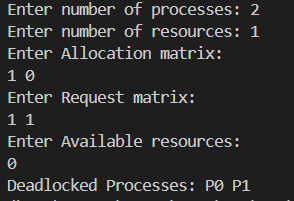 Enter number of processes: 2
Enter number of resources: 1
Enter Allocation matrix:
1 0
Enter Request matrix:
1 1
Enter Available resources:
0
Deadlocked Processes: P0 P1